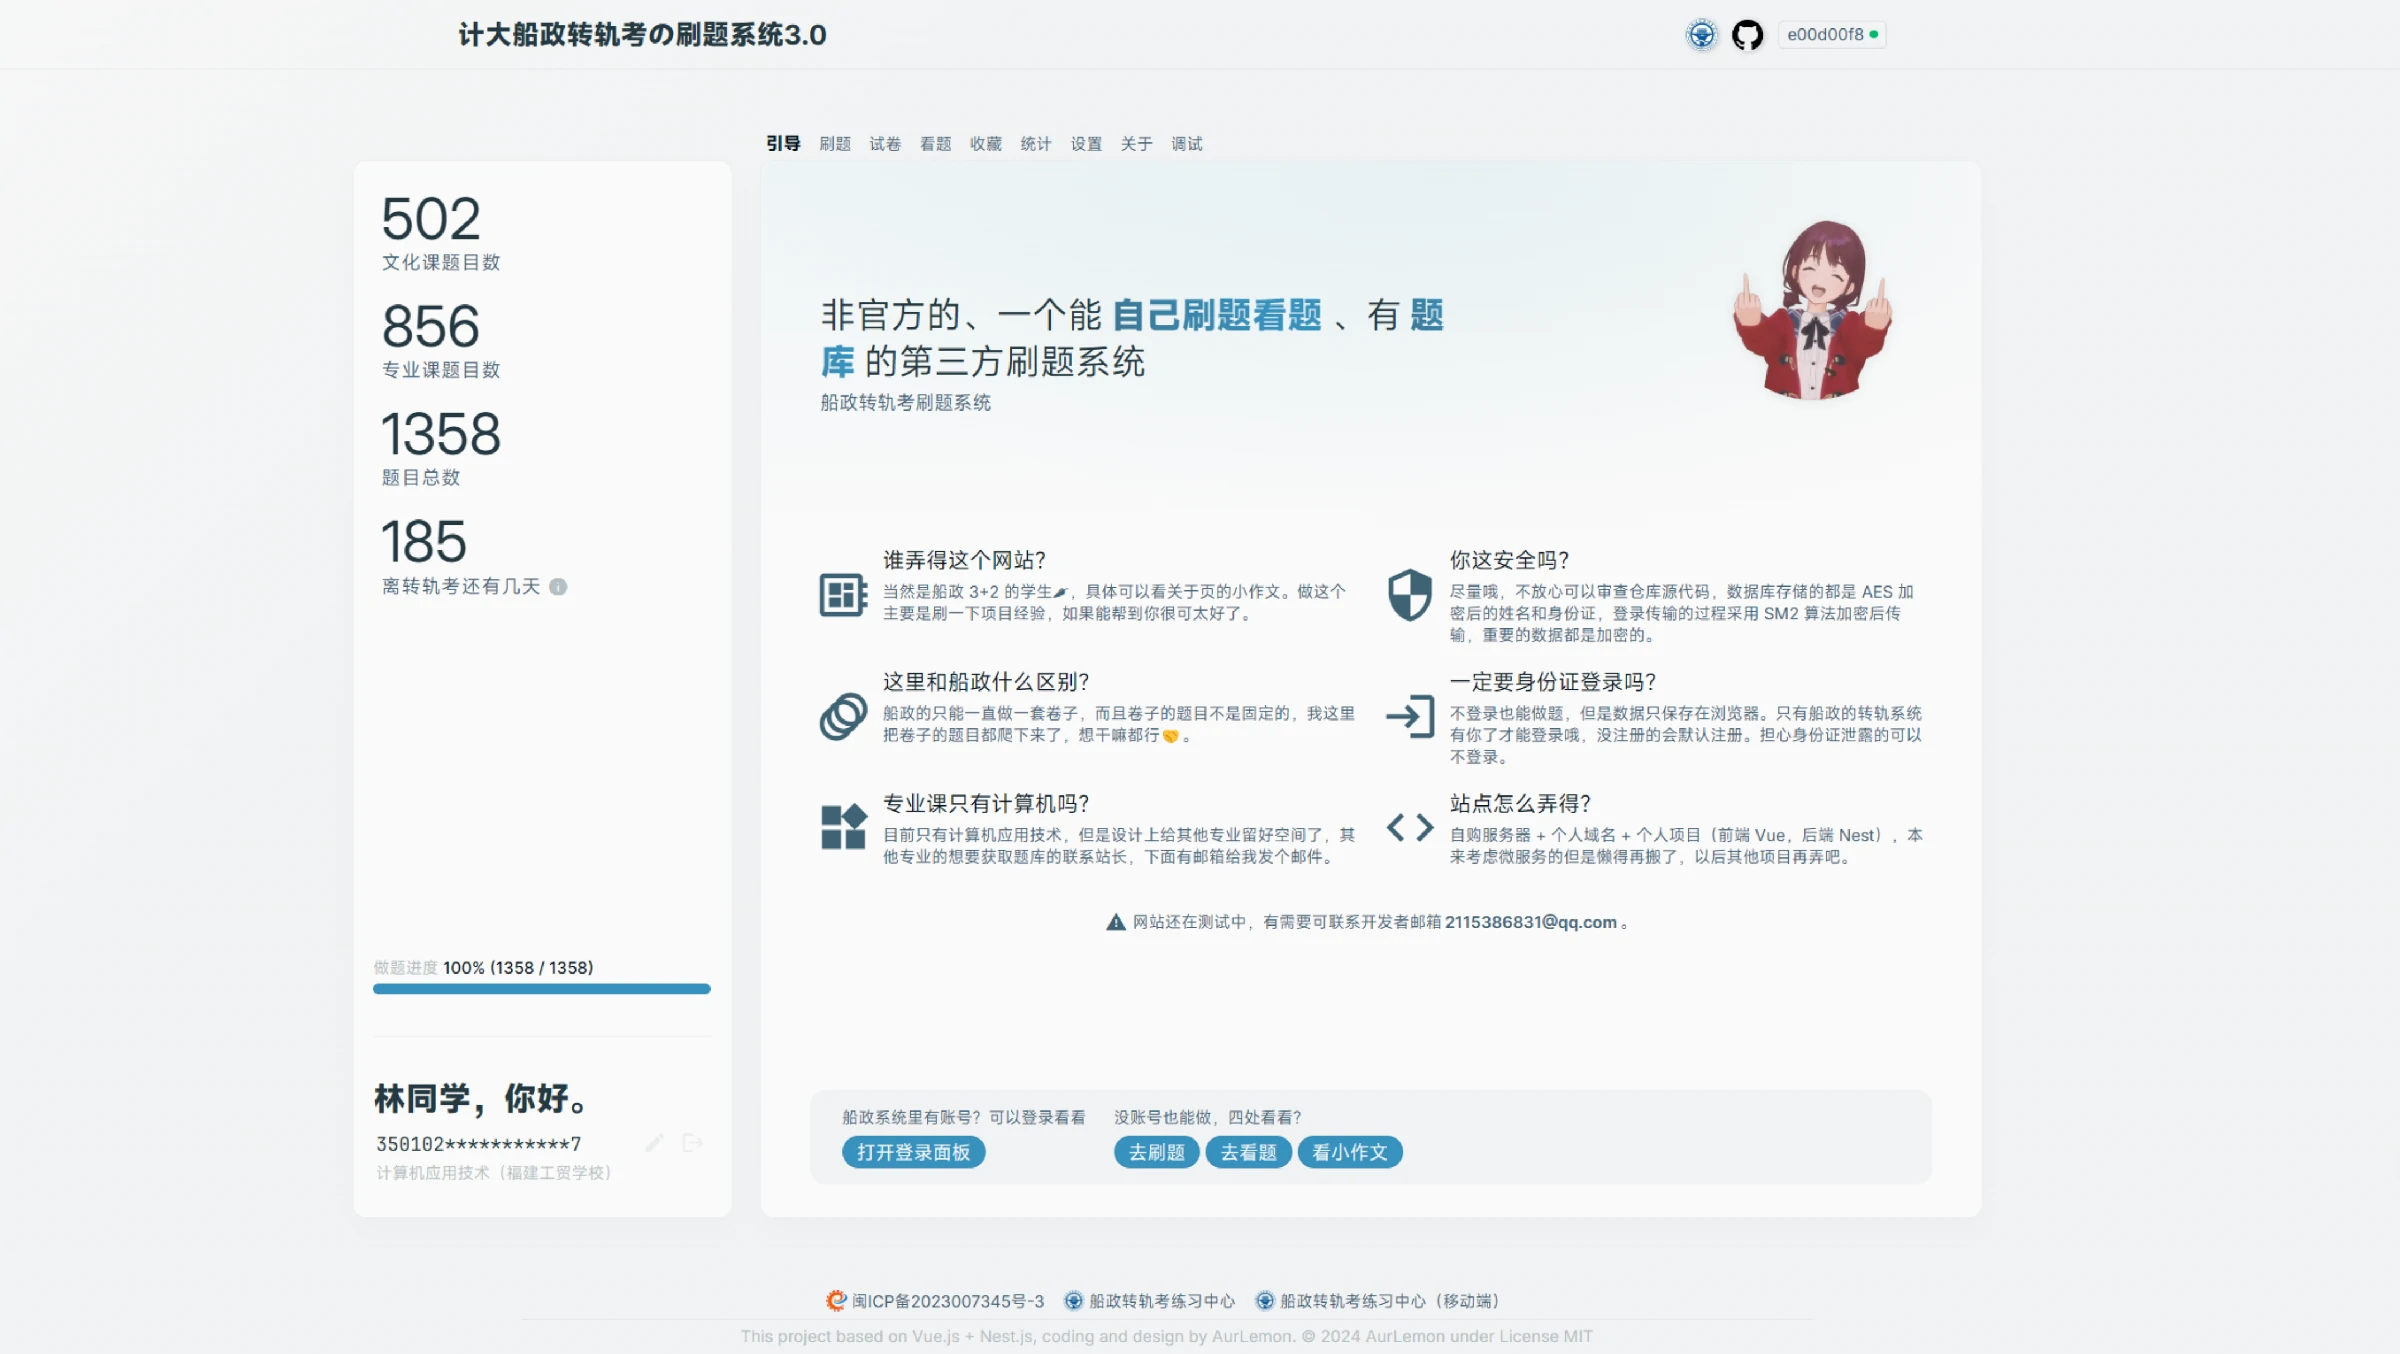 计大船政转轨考の刷题系统3.0
e00d00f8
引导 刷题 试卷 看题 收藏 统计 设置 关于 调试
502
文化课题目数
856
专业课题目数
1358
题目总数
185
离转轨考还有几天
做题进度 100% (1358 / 1358)
林同学，你好。
350102***********7
计算机应用技术（福建工贸学校）
非官方的、一个能 自己刷题看题 、有 题
库 的第三方刷题系统
船政转轨考刷题系统
谁弄得这个网站？
当然是船政 3+2 的学生🌶，具体可以看关于页的小作文。做这个
主要是刷一下项目经验，如果能帮到你很可太好了。
你这安全吗？
尽量哦，不放心可以审查仓库源代码，数据库存储的都是 AES 加
密后的姓名和身份证，登录传输的过程采用 SM2 算法加密后传
输，重要的数据都是加密的。
这里和船政什么区别？
船政的只能一直做一套卷子，而且卷子的题目不是固定的，我这里
把卷子的题目都爬下来了，想干嘛都行🤝。
一定要身份证登录吗？
不登录也能做题，但是数据只保存在浏览器。只有船政的转轨系统
有你了才能登录哦，没注册的会默认注册。担心身份证泄露的可以
不登录。
专业课只有计算机吗？
目前只有计算机应用技术，但是设计上给其他专业留好空间了，其
他专业的想要获取题库的联系站长，下面有邮箱给我发个邮件。
站点怎么弄得？
自购服务器 + 个人域名 + 个人项目（前端 Vue，后端 Nest），本
来考虑微服务的但是懒得再搬了，以后其他项目再弄吧。
网站还在测试中，有需要可联系开发者邮箱 2115386831@qq.com 。
船政系统里有账号？可以登录看看
打开登录面板
没账号也能做，四处看看？
去刷题 去看题 看小作文
闽ICP备2023007345号-3 船政转轨考练习中心 船政转轨考练习中心（移动端）
This project based on Vue.js + Nest.js, coding and design by AurLemon. © 2024 AurLemon under License MIT